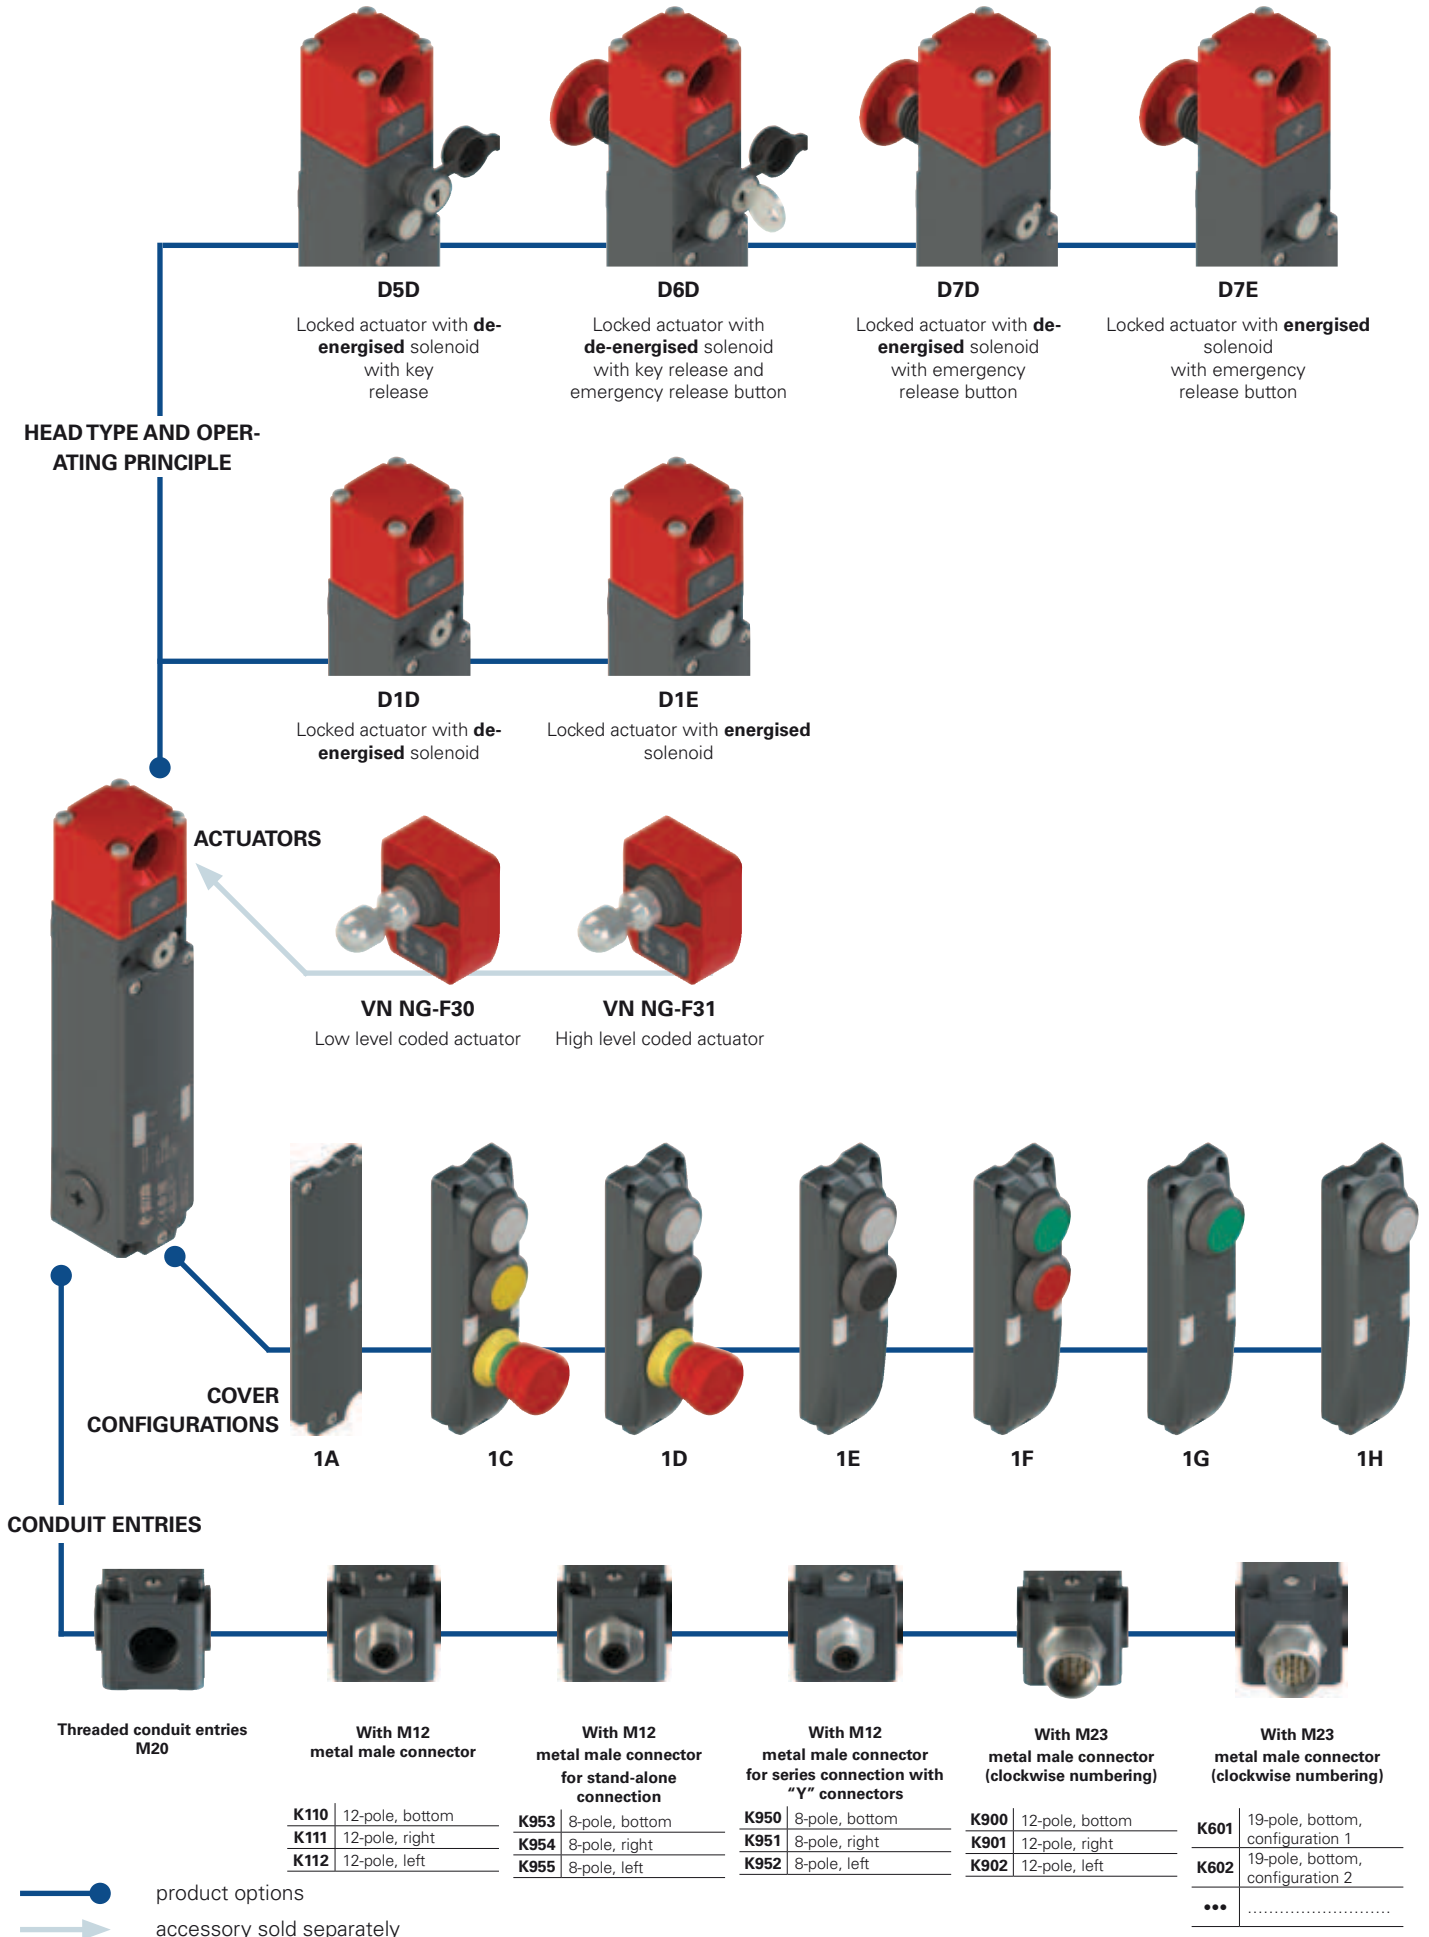 D5D
Locked actuator with de-
energised solenoid
with key
release
D6D
Locked actuator with
de-energised solenoid
with key release and
emergency release button
D7D
Locked actuator with de-
energised solenoid
with emergency
release button
D7E
Locked actuator with energised
solenoid
with emergency
release button
HEAD TYPE AND OPER-
ATING PRINCIPLE
D1D
Locked actuator with de-
energised solenoid
D1E
Locked actuator with energised
solenoid
ACTUATORS
VN NG-F30
Low level coded actuator
VN NG-F31
High level coded actuator
COVER
CONFIGURATIONS
1A
1C
1D
1E
1F
1G
1H
CONDUIT ENTRIES
Threaded conduit entries
M20
With M12
metal male connector
K110 12-pole, bottom
K111 12-pole, right
K112 12-pole, left
With M12
metal male connector
for stand-alone
connection
K953 8-pole, bottom
K954 8-pole, right
K955 8-pole, left
With M12
metal male connector
for series connection with
“Y” connectors
K950 8-pole, bottom
K951 8-pole, right
K952 8-pole, left
With M23
metal male connector
(clockwise numbering)
K900 12-pole, bottom
K901 12-pole, right
K902 12-pole, left
With M23
metal male connector
(clockwise numbering)
K601 19-pole, bottom,
configuration 1
K602 19-pole, bottom,
configuration 2
••• ...........................
product options
accessory sold separately